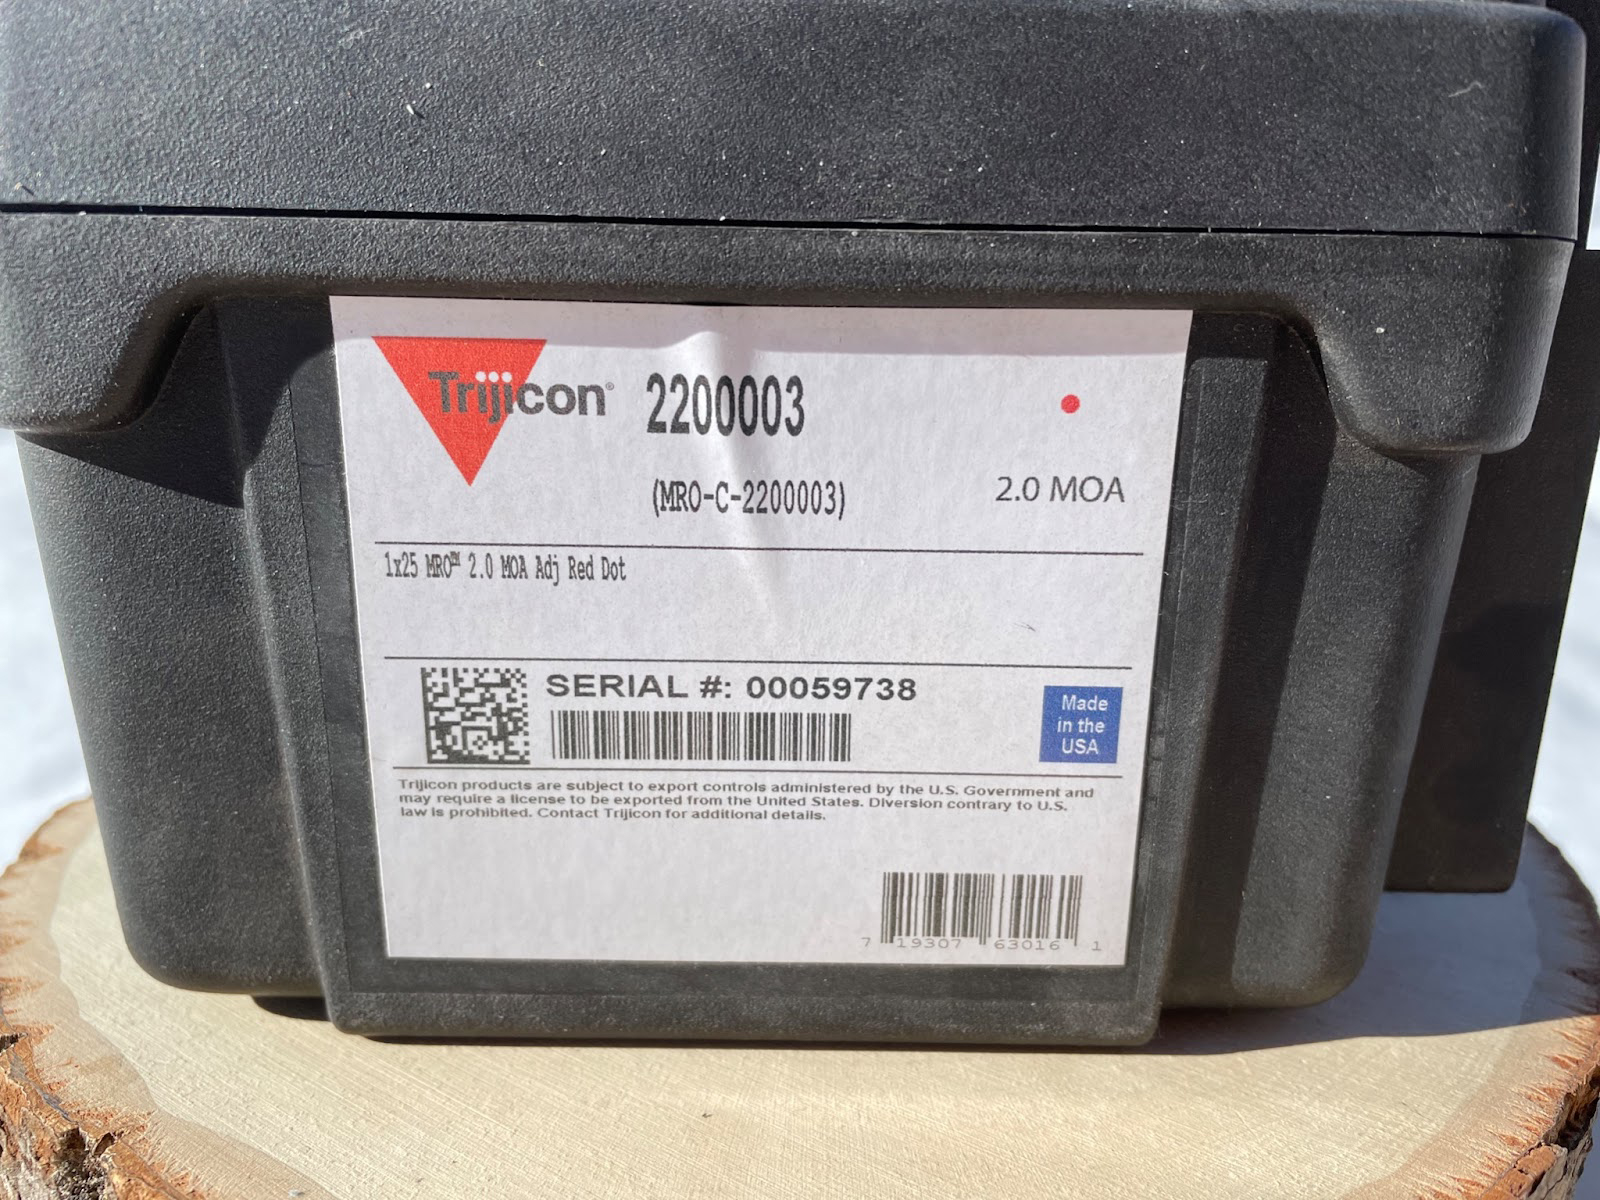 Trijicon®
2200003
(MRO-C-2200003)
2.0 MOA
1x25 MRO™ 2.0 MOA Adj Red Dot
SERIAL #: 00059738
Made
in the
USA
Trijicon products are subject to export controls administered by the U.S. Government and
may require a license to be exported from the United States. Diversion contrary to U.S.
law is prohibited. Contact Trijicon for additional details.
7 19307 63016 1